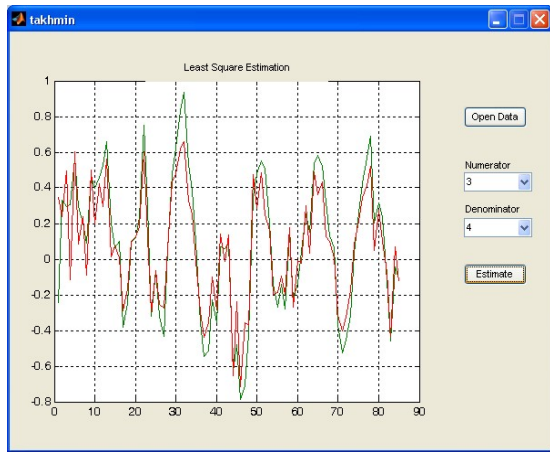 takhmin
Least Square Estimation
1
0.8
0.6
0.4
0.2
0
-0.2
-0.4
-0.6
-0.8
0 10 20 30 40 50 60 70 80 90
Open Data
Numerator
3
Denominator
4
Estimate